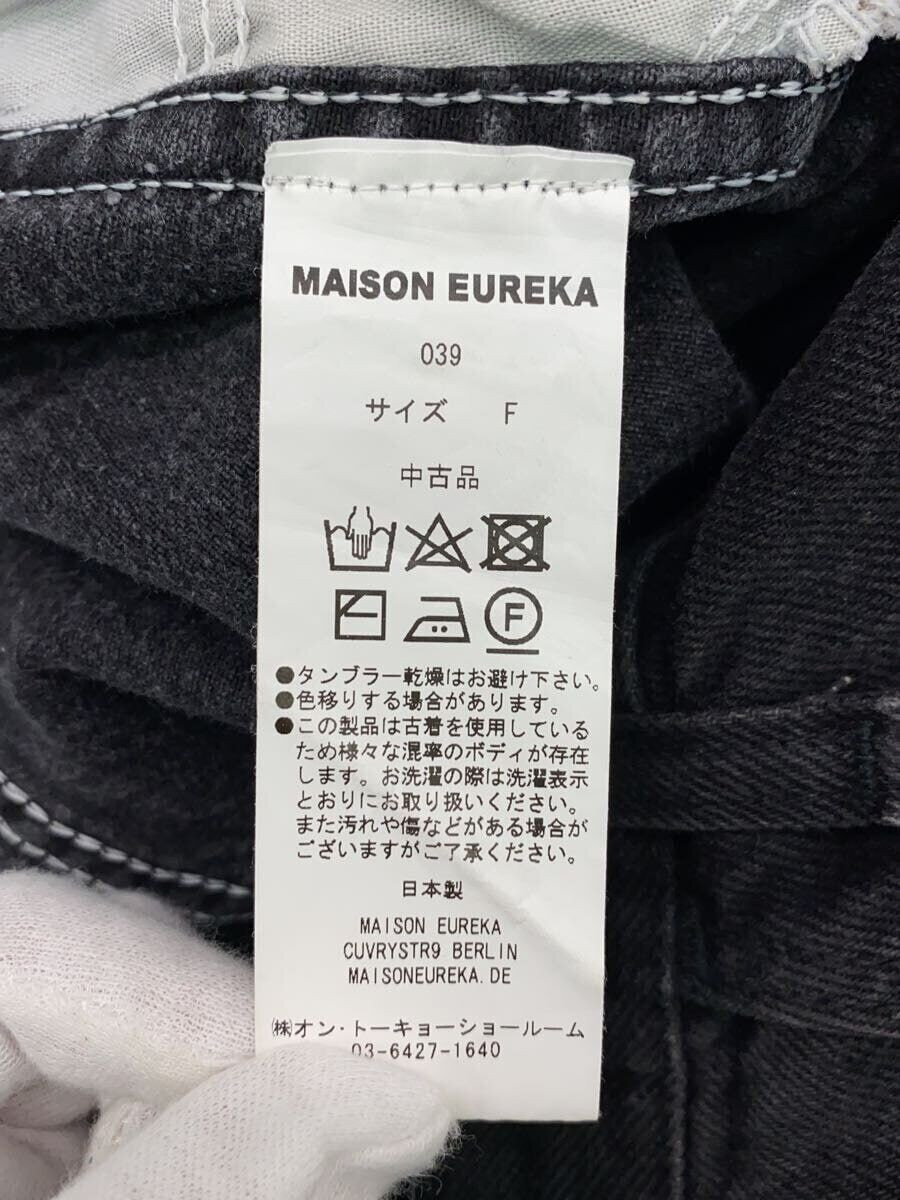 MAISON EUREKA
039
サイズ F
中古品
F
●タンブラー乾燥はお避け下さい。
●色移りする場合があります。
●この製品は古着を使用している
ため様々な混率のボディが存在
します。お洗濯の際は洗濯表示
とおりにお取り扱いください。
また汚れや傷などがある場合が
ございますがご了承ください。
日本製
MAISON EUREKA
CUVRYSTR9 BERLIN
MAISONEUREKA.DE
㈱オン・トーキョーショールーム
03-6427-1640